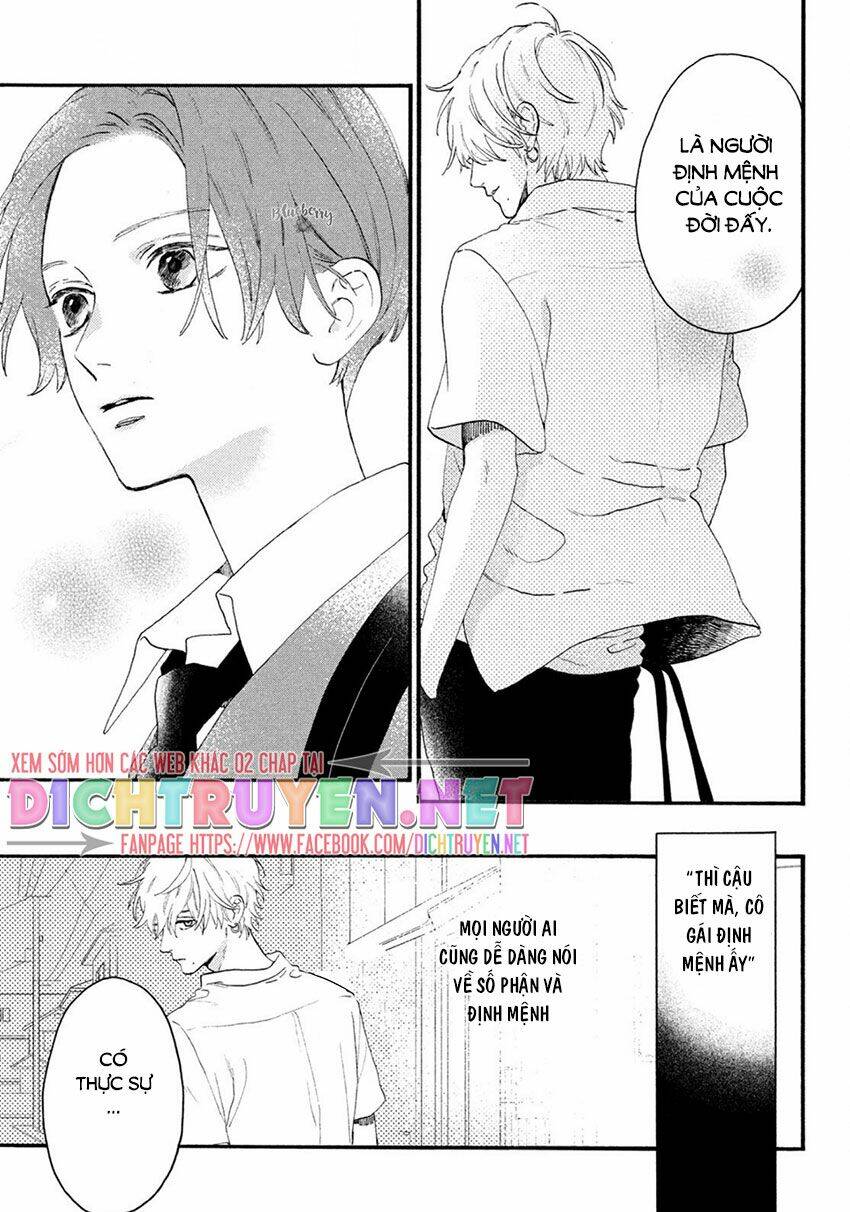 LÀ NGƯỜI
ĐỊNH MỆNH
CỦA CUỘC
ĐỜI ĐẤY.
Blueberry
XEM SỚM HƠN CÁC WEB KHÁC 02 CHAP TẠI
DICHTRUYEN.NET
FANPAGE HTTPS://WWW.FACEBOOK.COM/DICHTRUYEN.NET
“THÌ CẬU
BIẾT MÀ, CÔ
GÁI ĐỊNH
MỆNH ẤY”
MỌI NGƯỜI AI
CŨNG DỄ DÀNG NÓI
VỀ SỐ PHẬN VÀ
ĐỊNH MỆNH
CÓ
THỰC SỰ
...